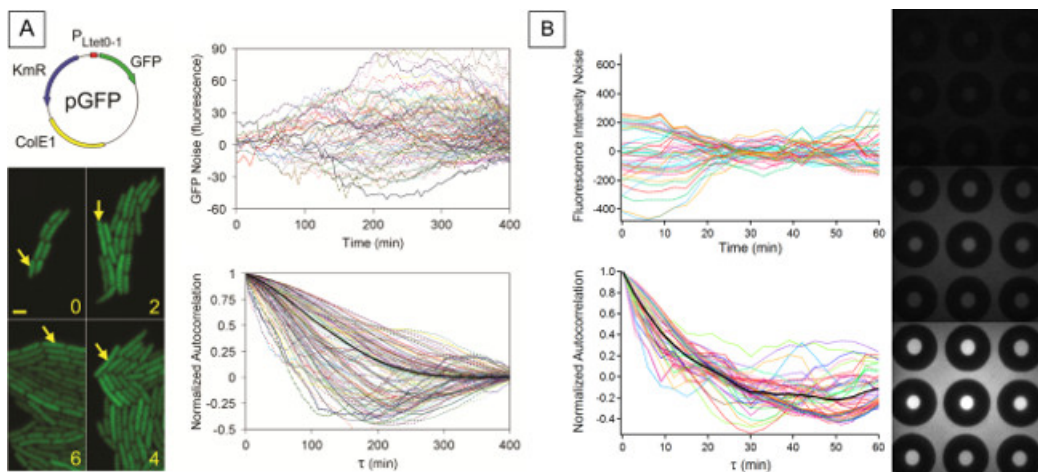 A
P_Ltet0-1
KmR
GFP
pGFP
ColE1
0
2
6
4
GFP Noise (fluorescence)
90
60
30
0
-30
-60
0 100 200 300 400
Time (min)
Normalized Autocorrelation
1
0.75
0.5
0.25
0
-0.25
-0.5
0 100 200 300 400
τ (min)
B
Fluorescence Intensity Noise
600
400
200
0
-200
-400
0 10 20 30 40 50 60
Time (min)
Normalized Autocorrelation
1.0
0.8
0.6
0.4
0.2
0.0
-0.2
-0.4
0 10 20 30 40 50 60
τ (min)